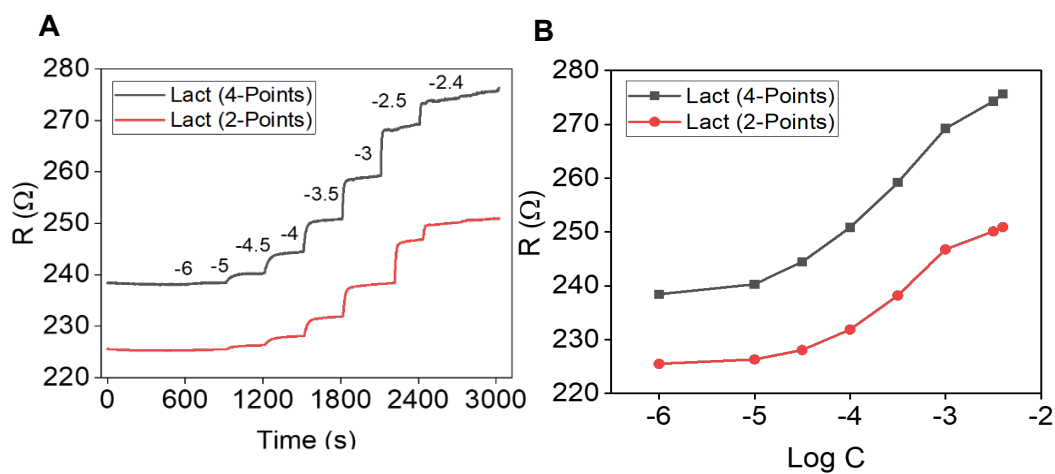 A
280
270
260
250
240
230
220
R (Ω)
Lact (4-Points)
Lact (2-Points)
-6
-5
-4.5
-4
-3.5
-3
-2.5
-2.4
0 600 1200 1800 2400 3000
Time (s)
B
280
270
260
250
240
230
220
R (Ω)
Lact (4-Points)
Lact (2-Points)
-6 -5 -4 -3 -2
Log C